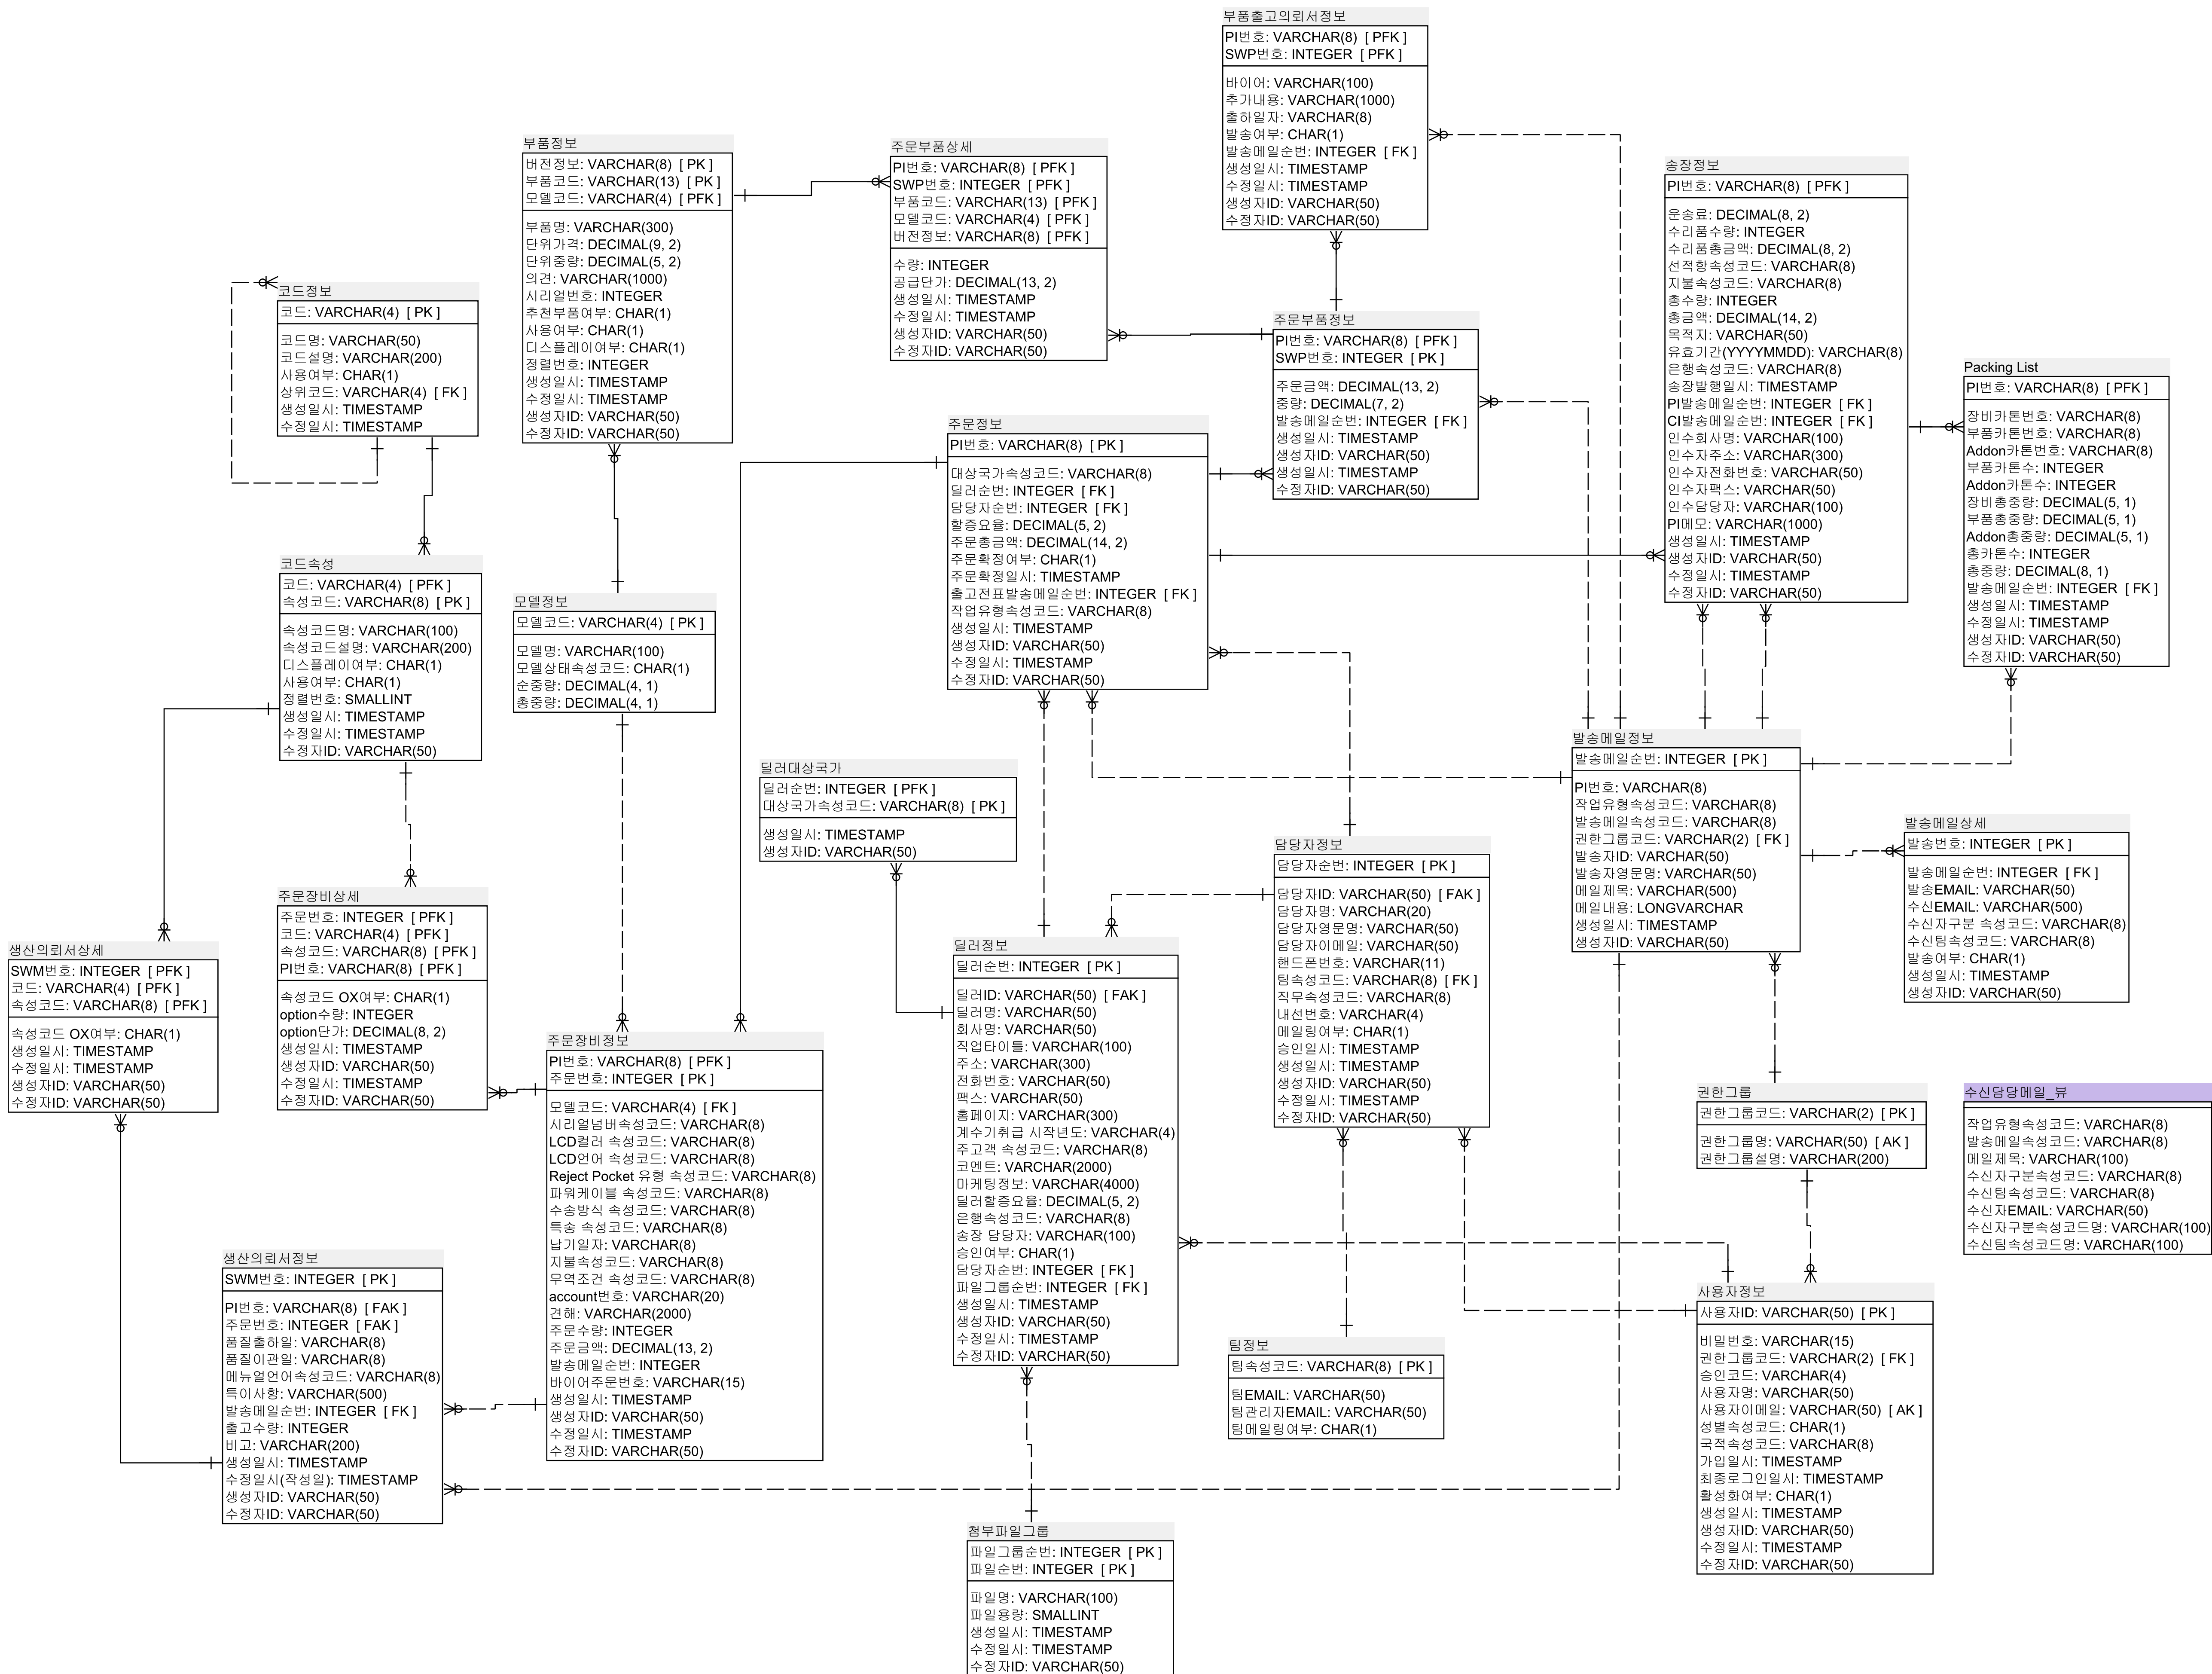 부품출고의뢰서정보
PI번호: VARCHAR(8) [ PFK ]
SWP번호: INTEGER [ PFK ]
바이어: VARCHAR(100)
추가내용: VARCHAR(1000)
출하일자: VARCHAR(8)
발송여부: CHAR(1)
발송메일순번: INTEGER [ FK ]
생성일시: TIMESTAMP
수정일시: TIMESTAMP
생성자ID: VARCHAR(50)
수정자ID: VARCHAR(50)
부품정보
버전정보: VARCHAR(8) [ PK ]
부품코드: VARCHAR(13) [ PK ]
모델코드: VARCHAR(4) [ PFK ]
부품명: VARCHAR(300)
단위가격: DECIMAL(9, 2)
단위중량: DECIMAL(5, 2)
의견: VARCHAR(1000)
시리얼번호: INTEGER
추천부품여부: CHAR(1)
사용여부: CHAR(1)
디스플레이여부: CHAR(1)
정렬번호: INTEGER
생성일시: TIMESTAMP
수정일시: TIMESTAMP
생성자ID: VARCHAR(50)
수정자ID: VARCHAR(50)
주문부품상세
PI번호: VARCHAR(8) [ PFK ]
SWP번호: INTEGER [ PFK ]
부품코드: VARCHAR(13) [ PFK ]
모델코드: VARCHAR(4) [ PFK ]
버전정보: VARCHAR(8) [ PFK ]
수량: INTEGER
공급단가: DECIMAL(13, 2)
생성일시: TIMESTAMP
수정일시: TIMESTAMP
생성자ID: VARCHAR(50)
수정자ID: VARCHAR(50)
송장정보
PI번호: VARCHAR(8) [ PFK ]
운송료: DECIMAL(8, 2)
수리품수량: INTEGER
수리품총금액: DECIMAL(8, 2)
선적항속성코드: VARCHAR(8)
지불속성코드: VARCHAR(8)
총수량: INTEGER
총금액: DECIMAL(14, 2)
목적지: VARCHAR(50)
유효기간(YYYYMMDD): VARCHAR(8)
은행속성코드: VARCHAR(8)
송장발행일시: TIMESTAMP
PI발송메일순번: INTEGER [ FK ]
CI발송메일순번: INTEGER [ FK ]
인수회사명: VARCHAR(100)
인수자주소: VARCHAR(300)
인수자전화번호: VARCHAR(50)
인수자팩스: VARCHAR(50)
인수담당자: VARCHAR(100)
PI메모: VARCHAR(1000)
생성일시: TIMESTAMP
생성자ID: VARCHAR(50)
수정일시: TIMESTAMP
수정자ID: VARCHAR(50)
코드정보
코드: VARCHAR(4) [ PK ]
코드명: VARCHAR(50)
코드설명: VARCHAR(200)
사용여부: CHAR(1)
상위코드: VARCHAR(4) [ FK ]
생성일시: TIMESTAMP
수정일시: TIMESTAMP
주문부품정보
PI번호: VARCHAR(8) [ PFK ]
SWP번호: INTEGER [ PK ]
주문금액: DECIMAL(13, 2)
중량: DECIMAL(7, 2)
발송메일순번: INTEGER [ FK ]
생성일시: TIMESTAMP
생성자ID: VARCHAR(50)
생성일시: TIMESTAMP
수정자ID: VARCHAR(50)
Packing List
PI번호: VARCHAR(8) [ PFK ]
장비카톤번호: VARCHAR(8)
부품카톤번호: VARCHAR(8)
Addon카톤번호: VARCHAR(8)
부품카톤수: INTEGER
Addon카톤수: INTEGER
장비총중량: DECIMAL(5, 1)
부품총중량: DECIMAL(5, 1)
Addon총중량: DECIMAL(5, 1)
총카톤수: INTEGER
총중량: DECIMAL(8, 1)
발송메일순번: INTEGER [ FK ]
생성일시: TIMESTAMP
수정일시: TIMESTAMP
생성자ID: VARCHAR(50)
수정자ID: VARCHAR(50)
주문정보
PI번호: VARCHAR(8) [ PK ]
대상국가속성코드: VARCHAR(8)
딜러순번: INTEGER [ FK ]
담당자순번: INTEGER [ FK ]
할증요율: DECIMAL(5, 2)
주문총금액: DECIMAL(14, 2)
주문확정여부: CHAR(1)
주문확정일시: TIMESTAMP
출고전표발송메일순번: INTEGER [ FK ]
작업유형속성코드: VARCHAR(8)
생성일시: TIMESTAMP
생성자ID: VARCHAR(50)
수정일시: TIMESTAMP
수정자ID: VARCHAR(50)
코드속성
코드: VARCHAR(4) [ PFK ]
속성코드: VARCHAR(8) [ PK ]
속성코드명: VARCHAR(100)
속성코드설명: VARCHAR(200)
디스플레이여부: CHAR(1)
사용여부: CHAR(1)
정렬번호: SMALLINT
생성일시: TIMESTAMP
수정일시: TIMESTAMP
수정자ID: VARCHAR(50)
모델정보
모델코드: VARCHAR(4) [ PK ]
모델명: VARCHAR(100)
모델상태속성코드: CHAR(1)
순중량: DECIMAL(4, 1)
총중량: DECIMAL(4, 1)
발송메일정보
발송메일순번: INTEGER [ PK ]
PI번호: VARCHAR(8)
작업유형속성코드: VARCHAR(8)
발송메일속성코드: VARCHAR(8)
권한그룹코드: VARCHAR(2) [ FK ]
발송자ID: VARCHAR(50)
발송자영문명: VARCHAR(50)
메일제목: VARCHAR(500)
메일내용: LONGVARCHAR
생성일시: TIMESTAMP
생성자ID: VARCHAR(50)
딜러대상국가
딜러순번: INTEGER [ PFK ]
대상국가속성코드: VARCHAR(8) [ PK ]
생성일시: TIMESTAMP
생성자ID: VARCHAR(50)
발송메일상세
발송번호: INTEGER [ PK ]
발송메일순번: INTEGER [ FK ]
발송EMAIL: VARCHAR(50)
수신EMAIL: VARCHAR(500)
수신자구분 속성코드: VARCHAR(8)
수신팀속성코드: VARCHAR(8)
발송여부: CHAR(1)
생성일시: TIMESTAMP
생성자ID: VARCHAR(50)
담당자정보
담당자순번: INTEGER [ PK ]
담당자ID: VARCHAR(50) [ FAK ]
담당자명: VARCHAR(20)
담당자영문명: VARCHAR(50)
담당자이메일: VARCHAR(50)
핸드폰번호: VARCHAR(11)
팀속성코드: VARCHAR(8) [ FK ]
직무속성코드: VARCHAR(8)
내선번호: VARCHAR(4)
메일링여부: CHAR(1)
승인일시: TIMESTAMP
생성일시: TIMESTAMP
생성자ID: VARCHAR(50)
수정일시: TIMESTAMP
수정자ID: VARCHAR(50)
주문장비상세
주문번호: INTEGER [ PFK ]
코드: VARCHAR(4) [ PFK ]
속성코드: VARCHAR(8) [ PFK ]
PI번호: VARCHAR(8) [ PFK ]
속성코드 OX여부: CHAR(1)
option수량: INTEGER
option단가: DECIMAL(8, 2)
생성일시: TIMESTAMP
생성자ID: VARCHAR(50)
수정일시: TIMESTAMP
수정자ID: VARCHAR(50)
생산의뢰서상세
SWM번호: INTEGER [ PFK ]
코드: VARCHAR(4) [ PFK ]
속성코드: VARCHAR(8) [ PFK ]
속성코드 OX여부: CHAR(1)
생성일시: TIMESTAMP
수정일시: TIMESTAMP
생성자ID: VARCHAR(50)
수정자ID: VARCHAR(50)
딜러정보
딜러순번: INTEGER [ PK ]
딜러ID: VARCHAR(50) [ FAK ]
딜러명: VARCHAR(50)
회사명: VARCHAR(50)
직업타이틀: VARCHAR(100)
주소: VARCHAR(300)
전화번호: VARCHAR(50)
팩스: VARCHAR(50)
홈페이지: VARCHAR(300)
계수기취급 시작년도: VARCHAR(4)
주고객 속성코드: VARCHAR(8)
코멘트: VARCHAR(2000)
마케팅정보: VARCHAR(4000)
딜러할증요율: DECIMAL(5, 2)
은행속성코드: VARCHAR(8)
송장 담당자: VARCHAR(100)
승인여부: CHAR(1)
담당자순번: INTEGER [ FK ]
파일그룹순번: INTEGER [ FK ]
생성일시: TIMESTAMP
생성자ID: VARCHAR(50)
수정일시: TIMESTAMP
수정자ID: VARCHAR(50)
주문장비정보
PI번호: VARCHAR(8) [ PFK ]
주문번호: INTEGER [ PK ]
모델코드: VARCHAR(4) [ FK ]
시리얼넘버속성코드: VARCHAR(8)
LCD컬러 속성코드: VARCHAR(8)
LCD언어 속성코드: VARCHAR(8)
Reject Pocket 유형 속성코드: VARCHAR(8)
파워케이블 속성코드: VARCHAR(8)
수송방식 속성코드: VARCHAR(8)
특송 속성코드: VARCHAR(8)
납기일자: VARCHAR(8)
지불속성코드: VARCHAR(8)
무역조건 속성코드: VARCHAR(8)
account번호: VARCHAR(20)
견해: VARCHAR(2000)
주문수량: INTEGER
주문금액: DECIMAL(13, 2)
발송메일순번: INTEGER
바이어주문번호: VARCHAR(15)
생성일시: TIMESTAMP
생성자ID: VARCHAR(50)
수정일시: TIMESTAMP
수정자ID: VARCHAR(50)
권한그룹
권한그룹코드: VARCHAR(2) [ PK ]
권한그룹명: VARCHAR(50) [ AK ]
권한그룹설명: VARCHAR(200)
수신담당메일_뷰
작업유형속성코드: VARCHAR(8)
발송메일속성코드: VARCHAR(8)
메일제목: VARCHAR(100)
수신자구분속성코드: VARCHAR(8)
수신팀속성코드: VARCHAR(8)
수신자EMAIL: VARCHAR(50)
수신자구분속성코드명: VARCHAR(100)
수신팀속성코드명: VARCHAR(100)
생산의뢰서정보
SWM번호: INTEGER [ PK ]
PI번호: VARCHAR(8) [ FAK ]
주문번호: INTEGER [ FAK ]
품질출하일: VARCHAR(8)
품질이관일: VARCHAR(8)
메뉴얼언어속성코드: VARCHAR(8)
특이사항: VARCHAR(500)
발송메일순번: INTEGER [ FK ]
출고수량: INTEGER
비고: VARCHAR(200)
생성일시: TIMESTAMP
수정일시(작성일): TIMESTAMP
생성자ID: VARCHAR(50)
수정자ID: VARCHAR(50)
사용자정보
사용자ID: VARCHAR(50) [ PK ]
비밀번호: VARCHAR(15)
권한그룹코드: VARCHAR(2) [ FK ]
승인코드: VARCHAR(4)
사용자명: VARCHAR(50)
사용자이메일: VARCHAR(50) [ AK ]
성별속성코드: CHAR(1)
국적속성코드: VARCHAR(8)
가입일시: TIMESTAMP
최종로그인일시: TIMESTAMP
활성화여부: CHAR(1)
생성일시: TIMESTAMP
생성자ID: VARCHAR(50)
수정일시: TIMESTAMP
수정자ID: VARCHAR(50)
팀정보
팀속성코드: VARCHAR(8) [ PK ]
팀EMAIL: VARCHAR(50)
팀관리자EMAIL: VARCHAR(50)
팀메일링여부: CHAR(1)
첨부파일그룹
파일그룹순번: INTEGER [ PK ]
파일순번: INTEGER [ PK ]
파일명: VARCHAR(100)
파일용량: SMALLINT
생성일시: TIMESTAMP
수정일시: TIMESTAMP
수정자ID: VARCHAR(50)